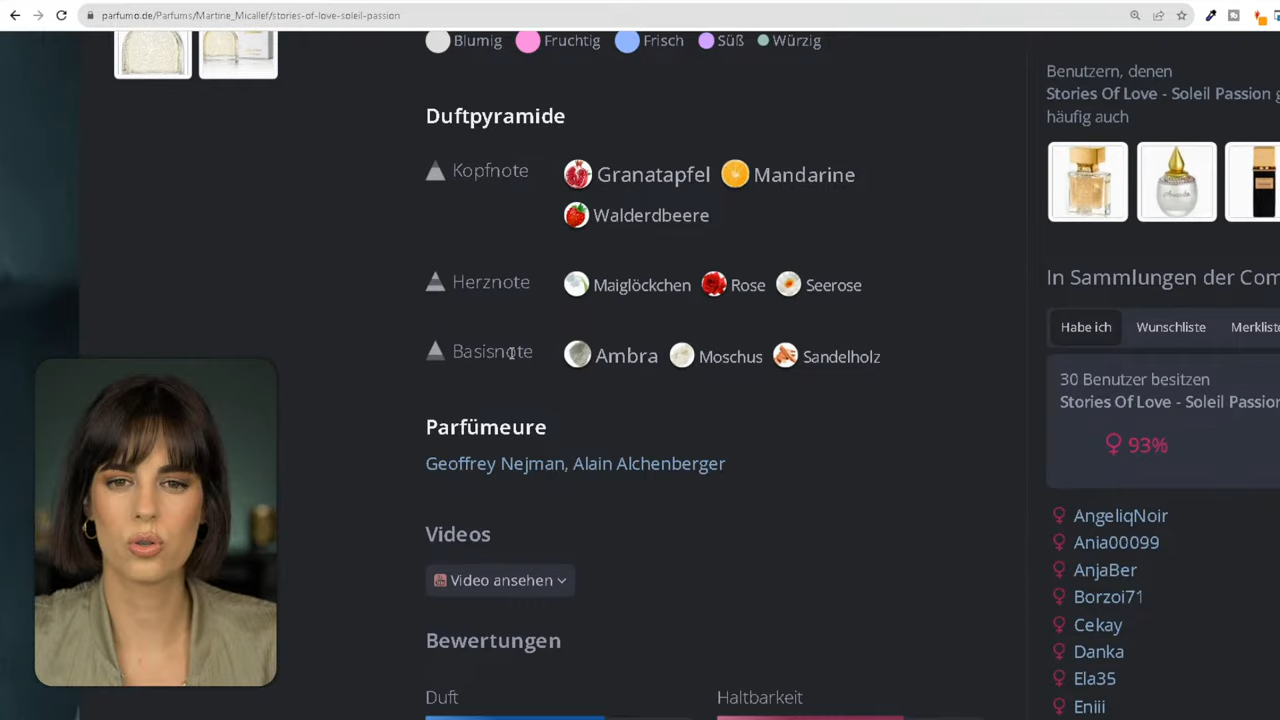 parfumo.de/Parfums/Martine_Micallef/stories-of-love-soleil-passion
Blumig Fruchtig Frisch Süß Würzig
Duftpyramide
Kopfnote Granatapfel Mandarine
Walderdbeere
Herznote Maiglöckchen Rose Seerose
Basisnote Ambra Moschus Sandelholz
Parfümeure
Geoffrey Nejman, Alain Alchenberger
Videos
Video ansehen
Bewertungen
Duft Haltbarkeit
Benutzern, denen
Stories Of Love - Soleil Passion g
häufig auch
In Sammlungen der Com
Habe ich Wunschliste Merkliste
30 Benutzer besitzen
Stories Of Love - Soleil Passion
93%
AngeliqNoir
Ania00099
AnjaBer
Borzoi71
Cekay
Danka
Ela35
Eniii